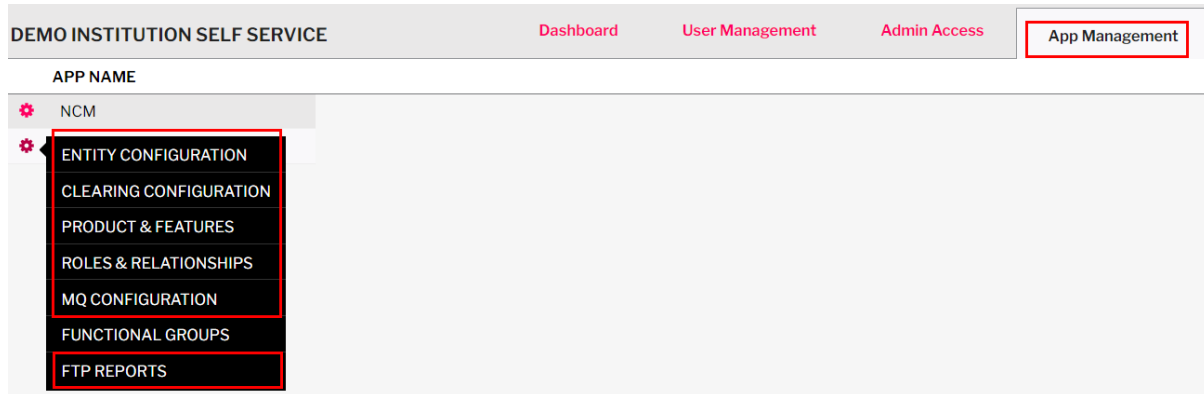 DEMO INSTITUTION SELF SERVICE Dashboard User Management Admin Access App Management
APP NAME
NCM
ENTITY CONFIGURATION
CLEARING CONFIGURATION
PRODUCT & FEATURES
ROLES & RELATIONSHIPS
MQ CONFIGURATION
FUNCTIONAL GROUPS
FTP REPORTS